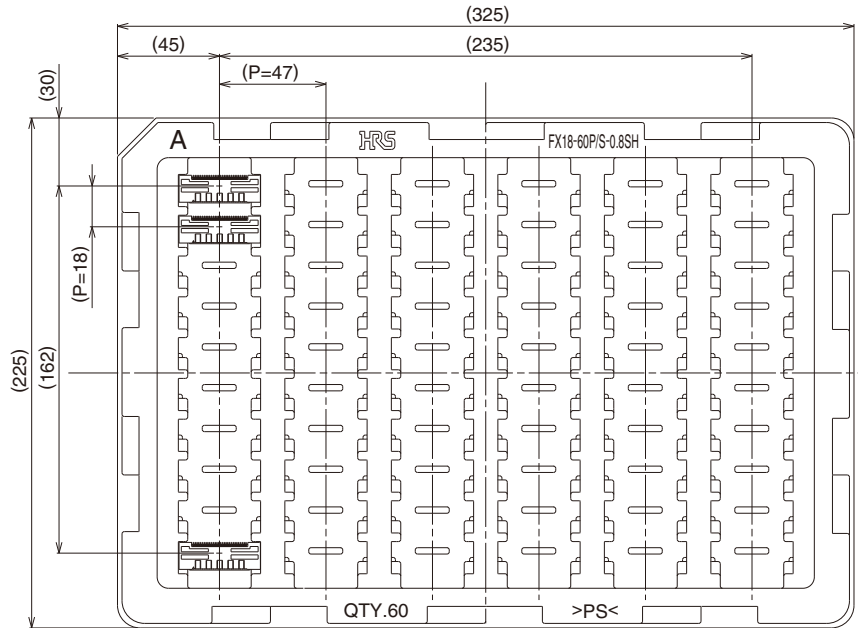 (325)
(45)
(235)
(P=47)
(30)
A
HRS
FX18-60P/S-0.8SH
(P=18)
(162)
(225)
QTY.60
>PS<